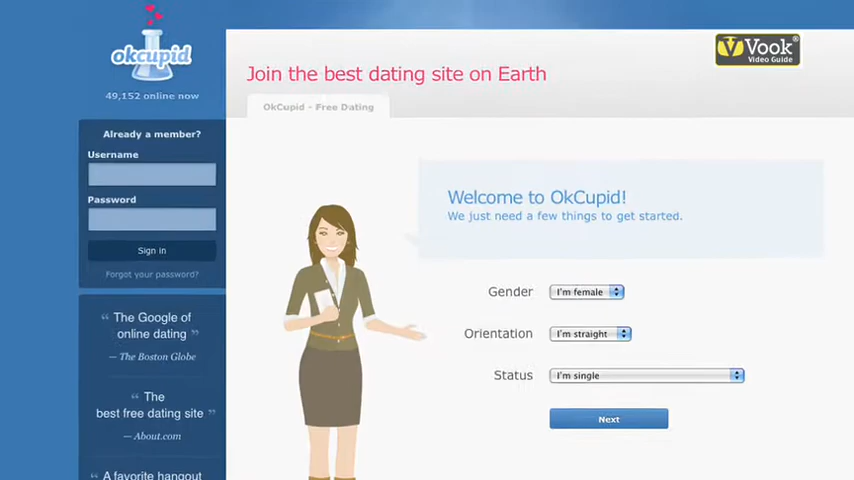 okcupid
49,152 online now
Already a member?
Username
Password
Sign in
Forgot your password?
“ The Google of
online dating ”
— The Boston Globe
“ The
best free dating site ”
— About.com
“ A favorite hangout
Join the best dating site on Earth
OkCupid - Free Dating
V Vook®
Video Guide
Welcome to OkCupid!
We just need a few things to get started.
Gender I'm female
Orientation I'm straight
Status I'm single
Next